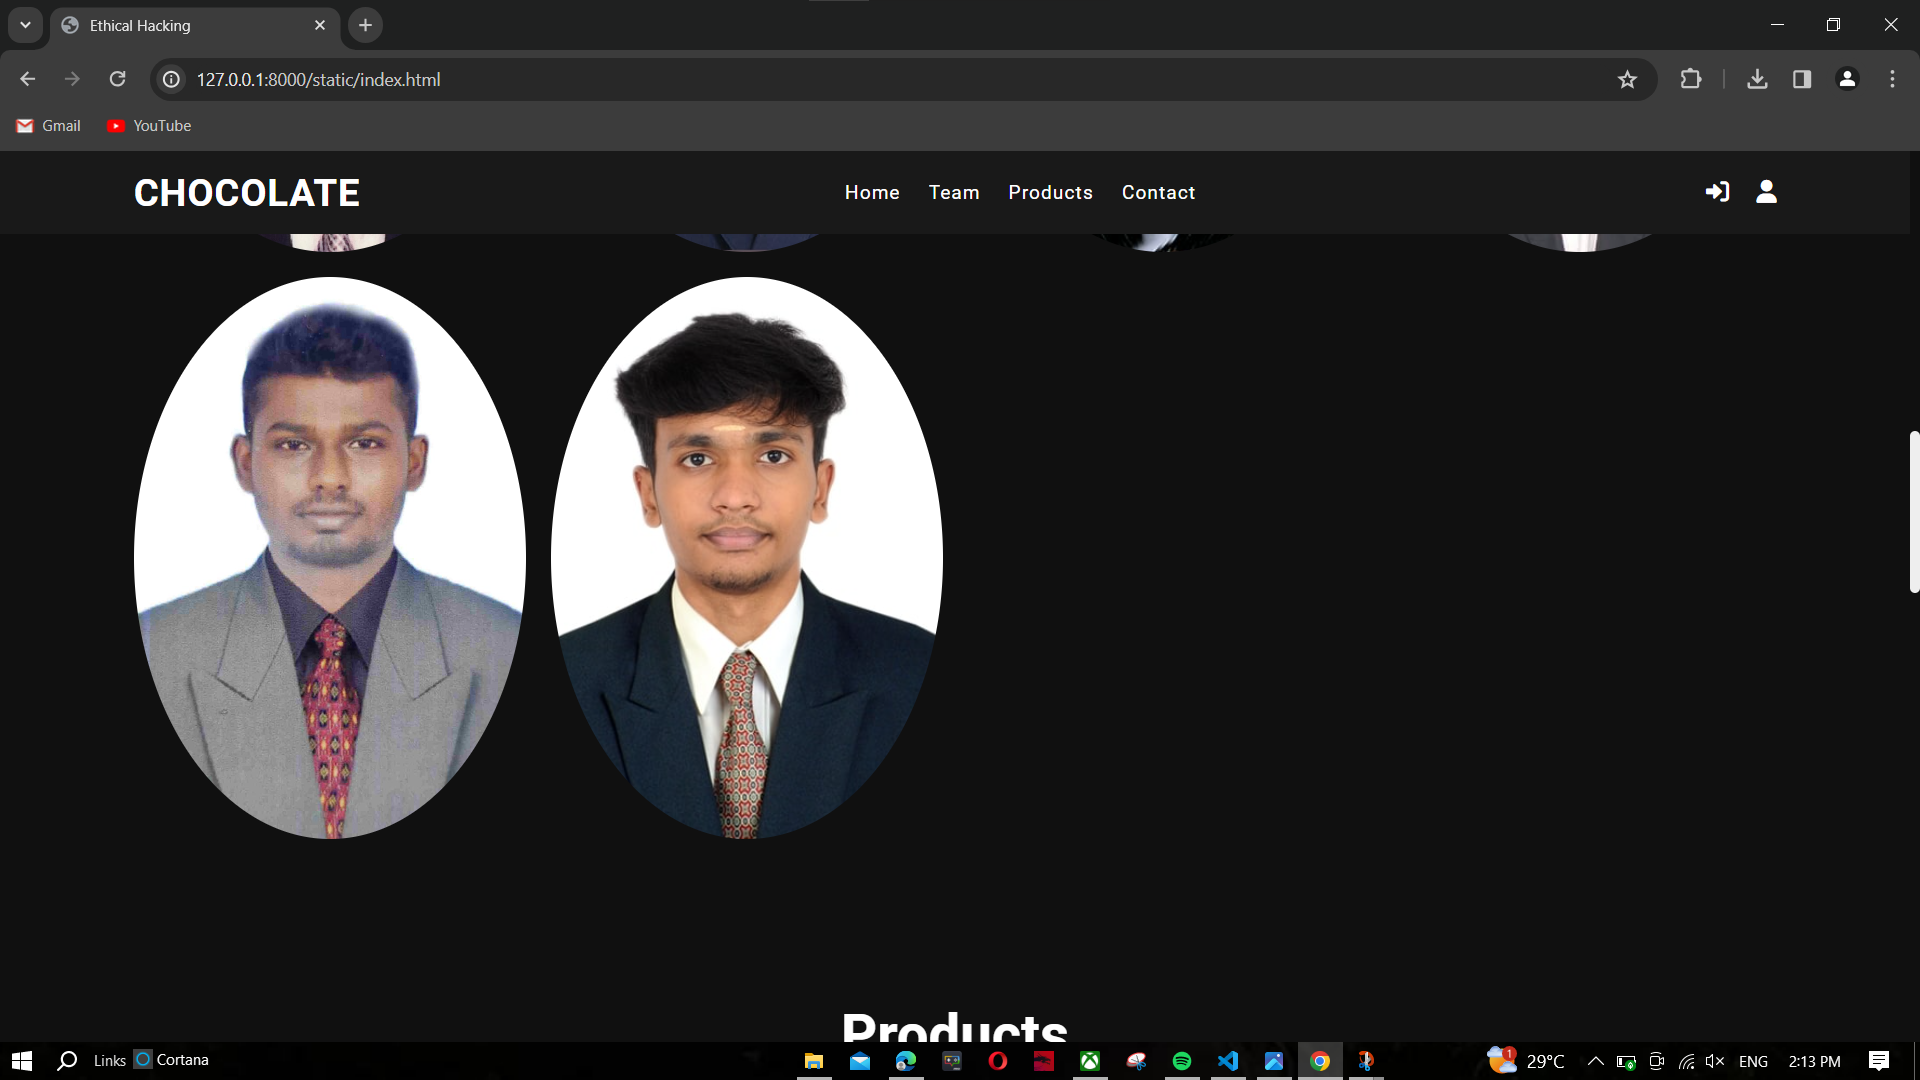 Ethical Hacking
127.0.0.1:8000/static/index.html
Gmail YouTube
CHOCOLATE Home Team Products Contact
Products
Links Cortana 1 29°C ENG 2:13 PM